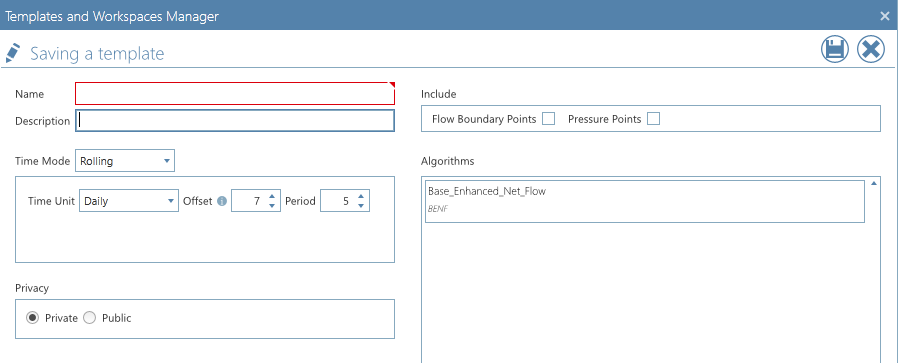 Templates and Workspaces Manager
Saving a template
Name
Description
Time Mode Rolling
Time Unit Daily Offset 7 Period 5
Privacy
Private Public
Include
Flow Boundary Points Pressure Points
Algorithms
Base_Enhanced_Net_Flow
BENF